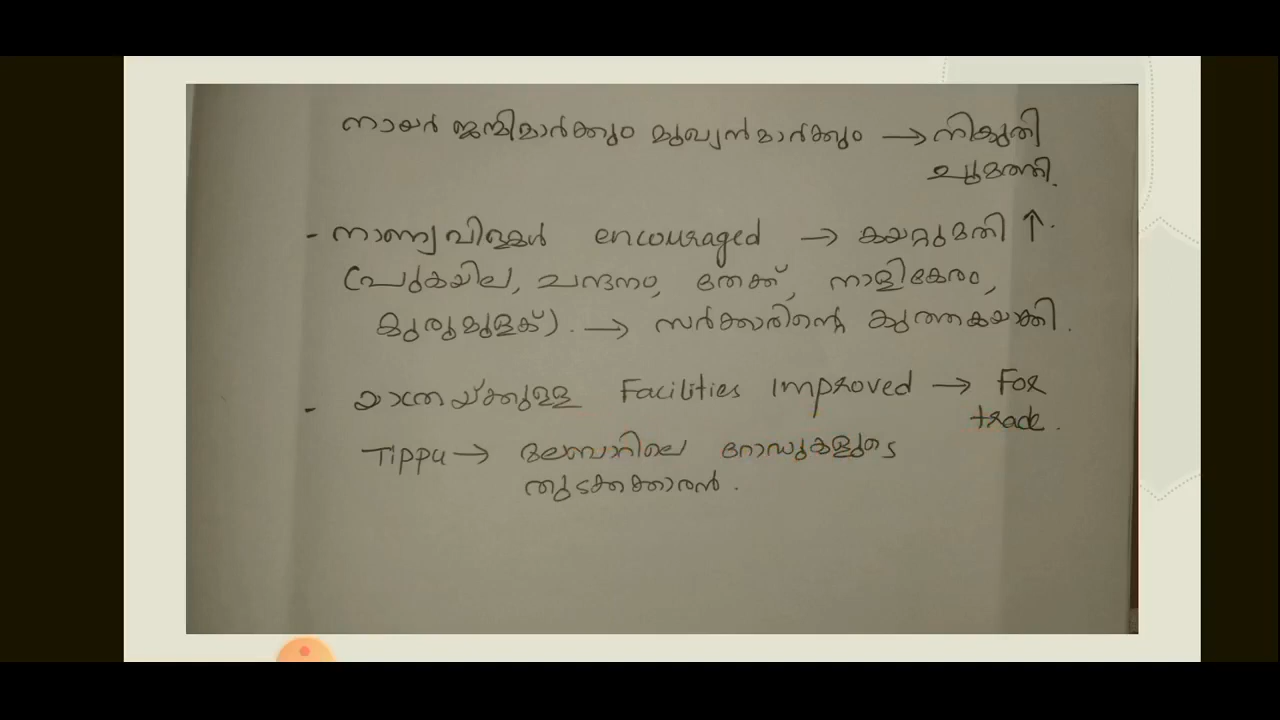 നായർ ജന്മിമാർക്കും മുഖ്യൻമാർക്കും → നികുതി
ചുമത്തി.
- നാണ്യവിളകൾ encouraged → കയറ്റുമതി ↑.
(പുകയില, ചന്ദനം, തേക്ക്, നാളികേരം,
കുരുമുളക്). → സർക്കാരിന്റെ കുത്തകയാക്കി.
- യാത്രയ്ക്കുള്ള Facilities Improved → For
trade.
Tippu → മലബാറിലെ റോഡുകളുടെ
തുടക്കക്കാരൻ.